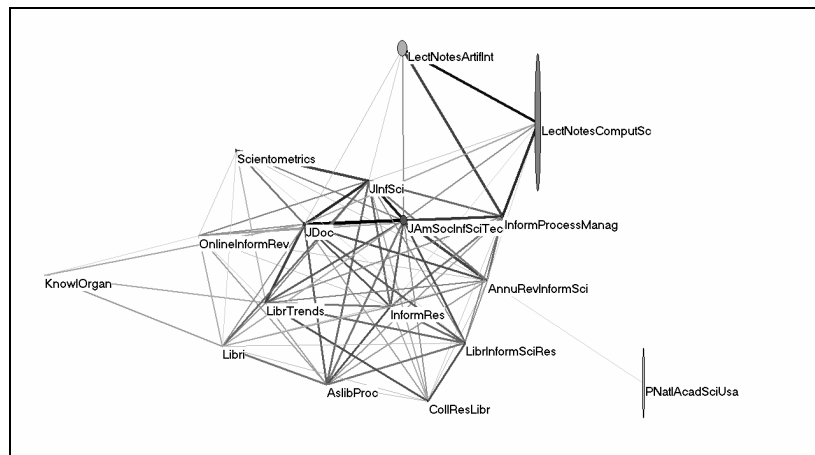 LectNotesArtifInt
LectNotesComputSc
Scientometrics
JInfSci
JDoc
JAmSocInfSciTec
InformProcessManag
OnlineInformRev
KnowlOrgan
AnnuRevInformSci
LibrTrends
InformRes
Libri
LibrInformSciRes
AslibProc
PNatlAcadSciUsa
CollResLibr